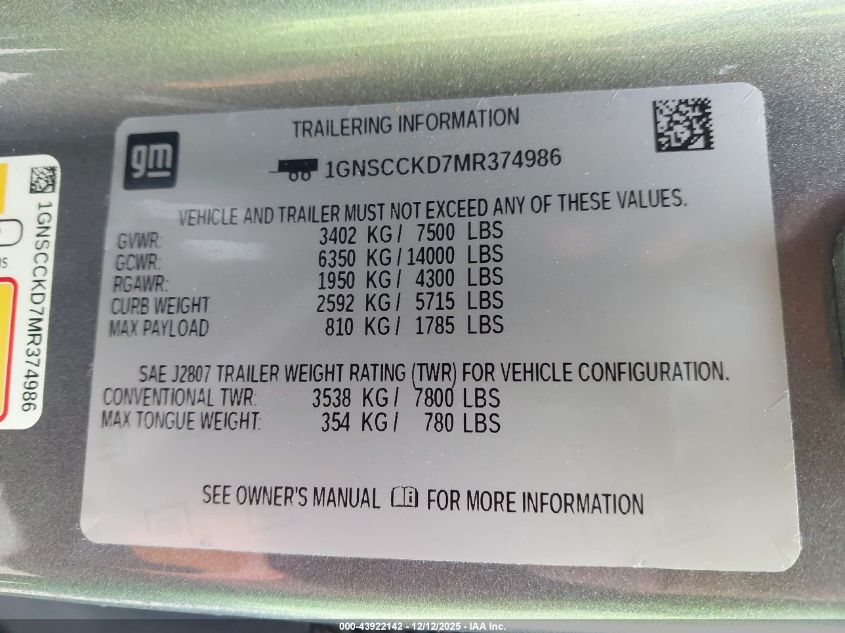 gm
TRAILERING INFORMATION
1GNSCCKD7MR374986
VEHICLE AND TRAILER MUST NOT EXCEED ANY OF THESE VALUES.
GVWR: 3402 KG/ 7500 LBS
GCWR: 6350 KG/14000 LBS
RGAWR: 1950 KG/ 4300 LBS
CURB WEIGHT 2592 KG/ 5715 LBS
MAX PAYLOAD 810 KG/ 1785 LBS
SAE J2807 TRAILER WEIGHT RATING (TWR) FOR VEHICLE CONFIGURATION.
CONVENTIONAL TWR: 3538 KG/ 7800 LBS
MAX TONGUE WEIGHT: 354 KG/ 780 LBS
SEE OWNER'S MANUAL FOR MORE INFORMATION
1GNSCCKD7MR374986
000-43922142 - 12/12/2025 - IAA Inc.